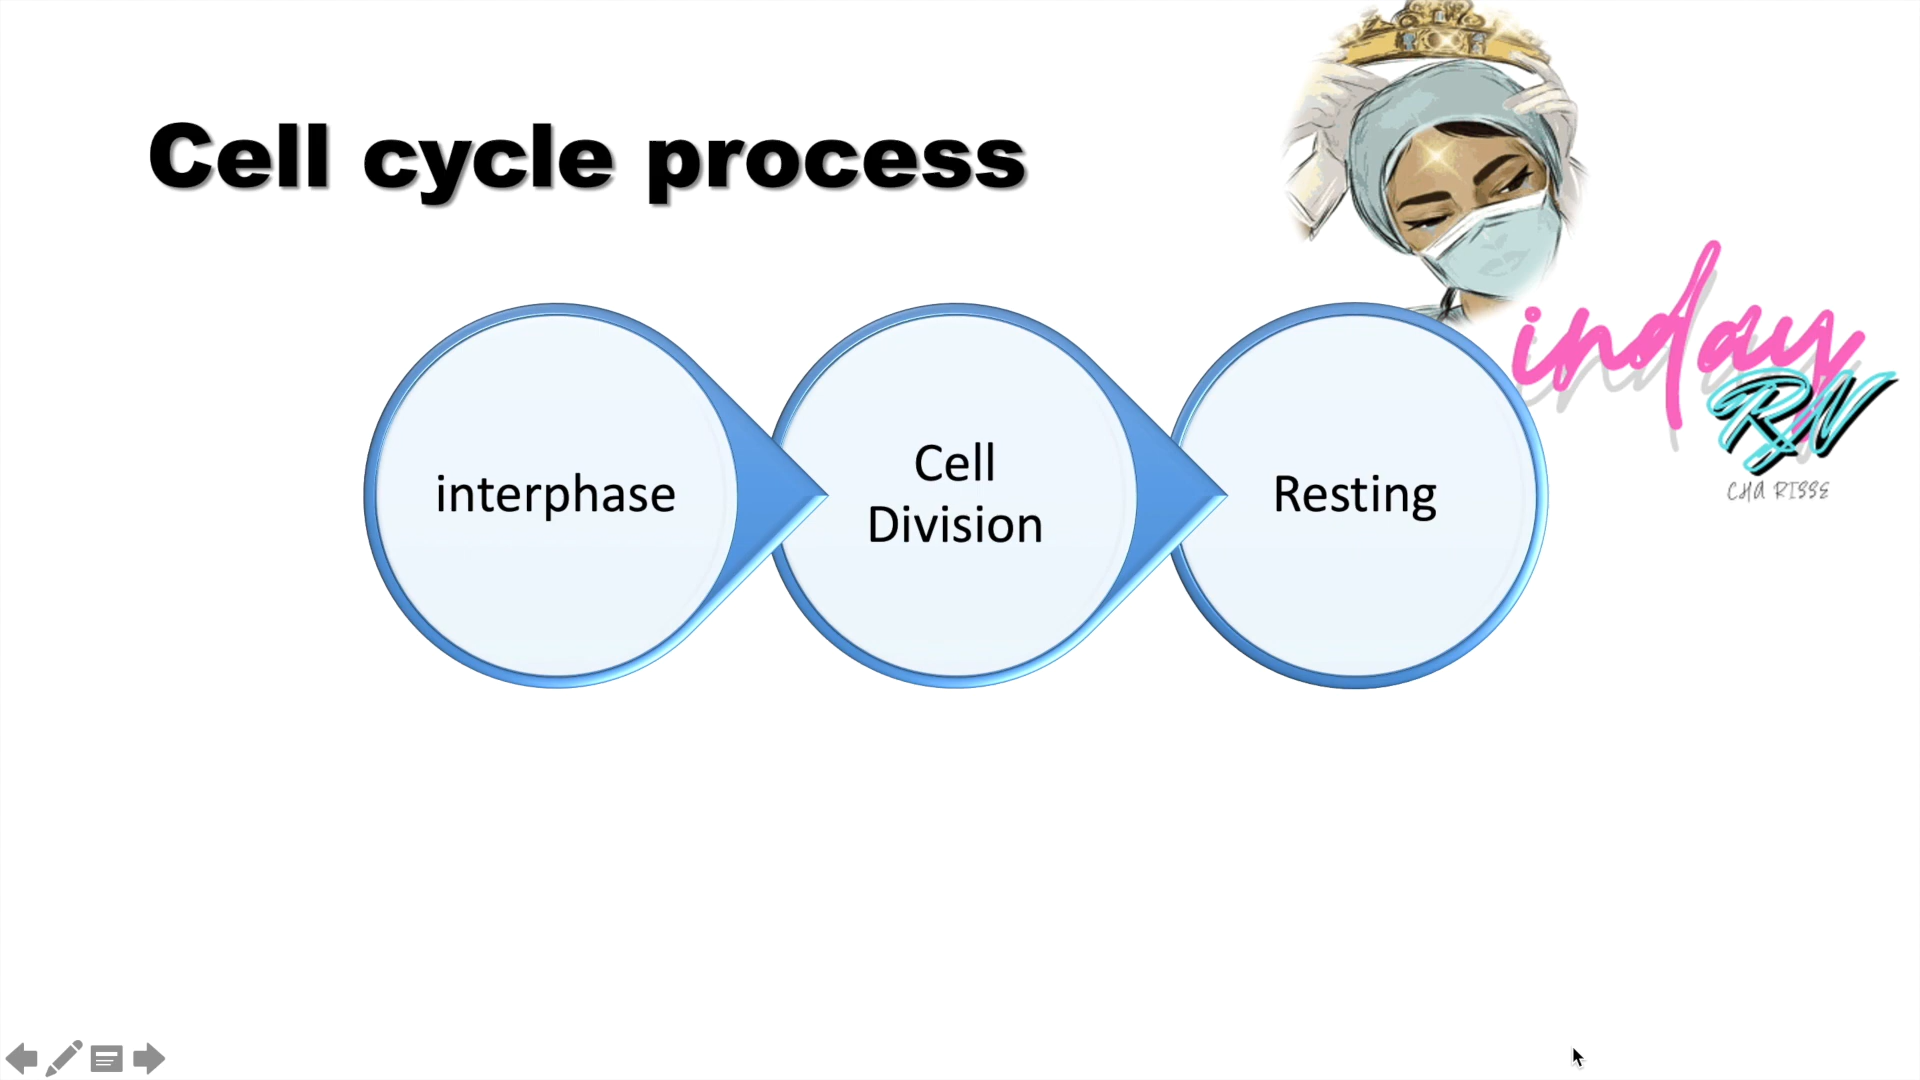 Cell cycle process
interphase
Cell
Division
Resting
inday
RN
CHA RISSE